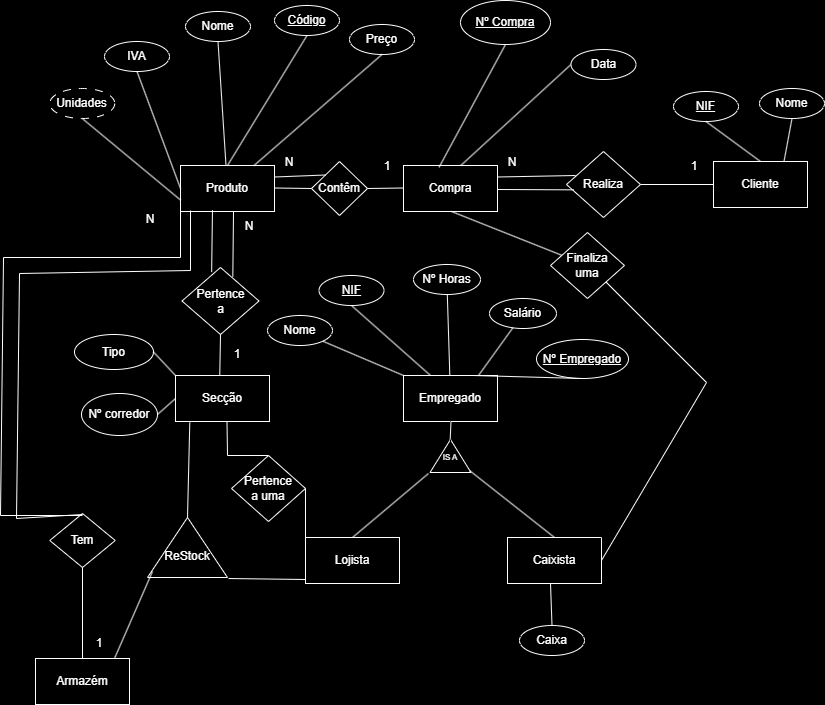 Nº Compra
Nome
Código
Preço
IVA
Data
Unidades
NIF
Nome
N
1
N
1
Produto
Contêm
Compra
Realiza
Cliente
N
N
Finaliza
uma
Pertence
a
Nº Horas
NIF
Salário
Nome
Tipo
1
Nº Empregado
Secção
Empregado
Nº corredor
IS A
Pertence
a uma
Tem
ReStock
Lojista
Caixista
1
Caixa
Armazém